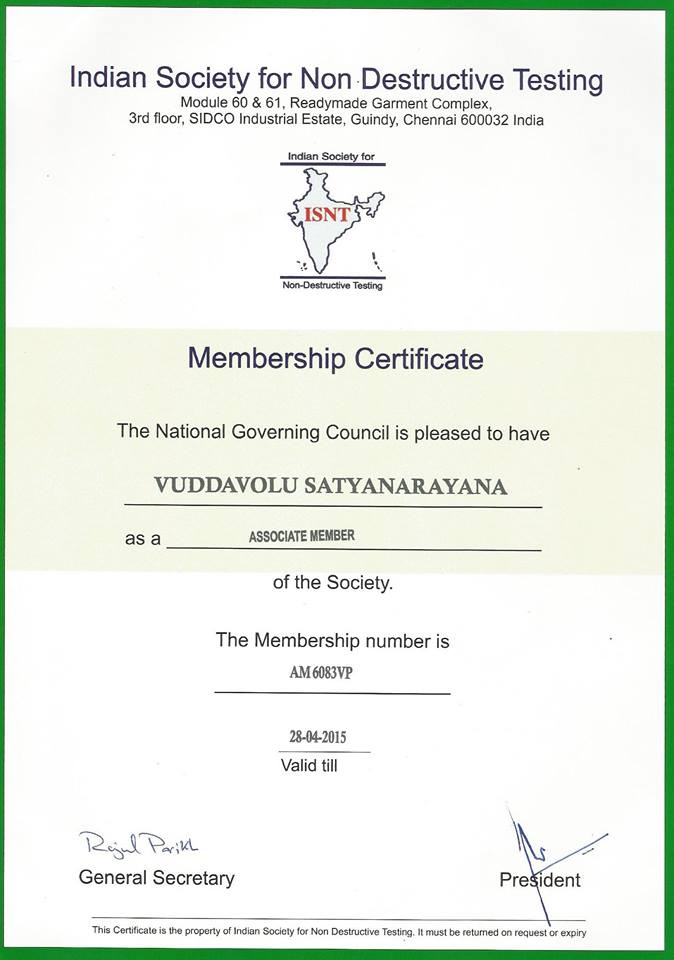 Indian Society for Non Destructive Testing
Module 60 & 61, Readymade Garment Complex,
3rd floor, SIDCO Industrial Estate, Guindy, Chennai 600032 India
Indian Society for
ISNT
Non-Destructive Testing
Membership Certificate
The National Governing Council is pleased to have
VUDDAVOLU SATYANARAYANA
as a ASSOCIATE MEMBER
of the Society.
The Membership number is
AM 6083VP
28-04-2015
Valid till
Rajul Parikh
General Secretary
President
This Certificate is the property of Indian Society for Non Destructive Testing. It must be returned on request or expiry